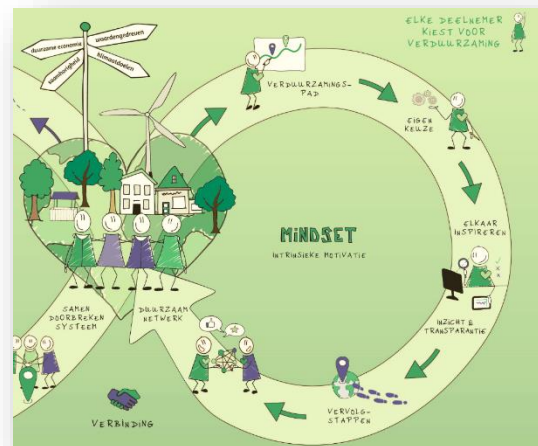 ELKE DEELNEMER
KIEST VOOR
VERDUURZAMING
waardengedreven
duurzame economie
klimaatdoelen
woonhorigheid
VERDUURZAMINGS-
PAD
EIGEN
KEUZE
ELKAAR
INSPIREREN
MINDSET
INTRINSIEKE MOTIVATIE
SAMEN
DOORBREKEN
SYSTEEM
DUURZAAM
NETWERK
INZICHT &
TRANSPARANTIE
VERVOLG-
STAPPEN
VERBINDING